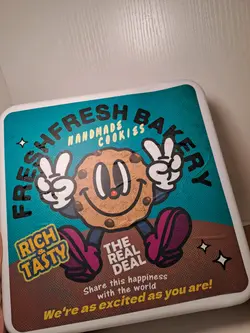 FRESHFRESH BAKERY
HANDMADE
COOKIES
RICH
&
TASTY
THE
REAL
DEAL
Share this happiness
with the world
We're as excited as you are!